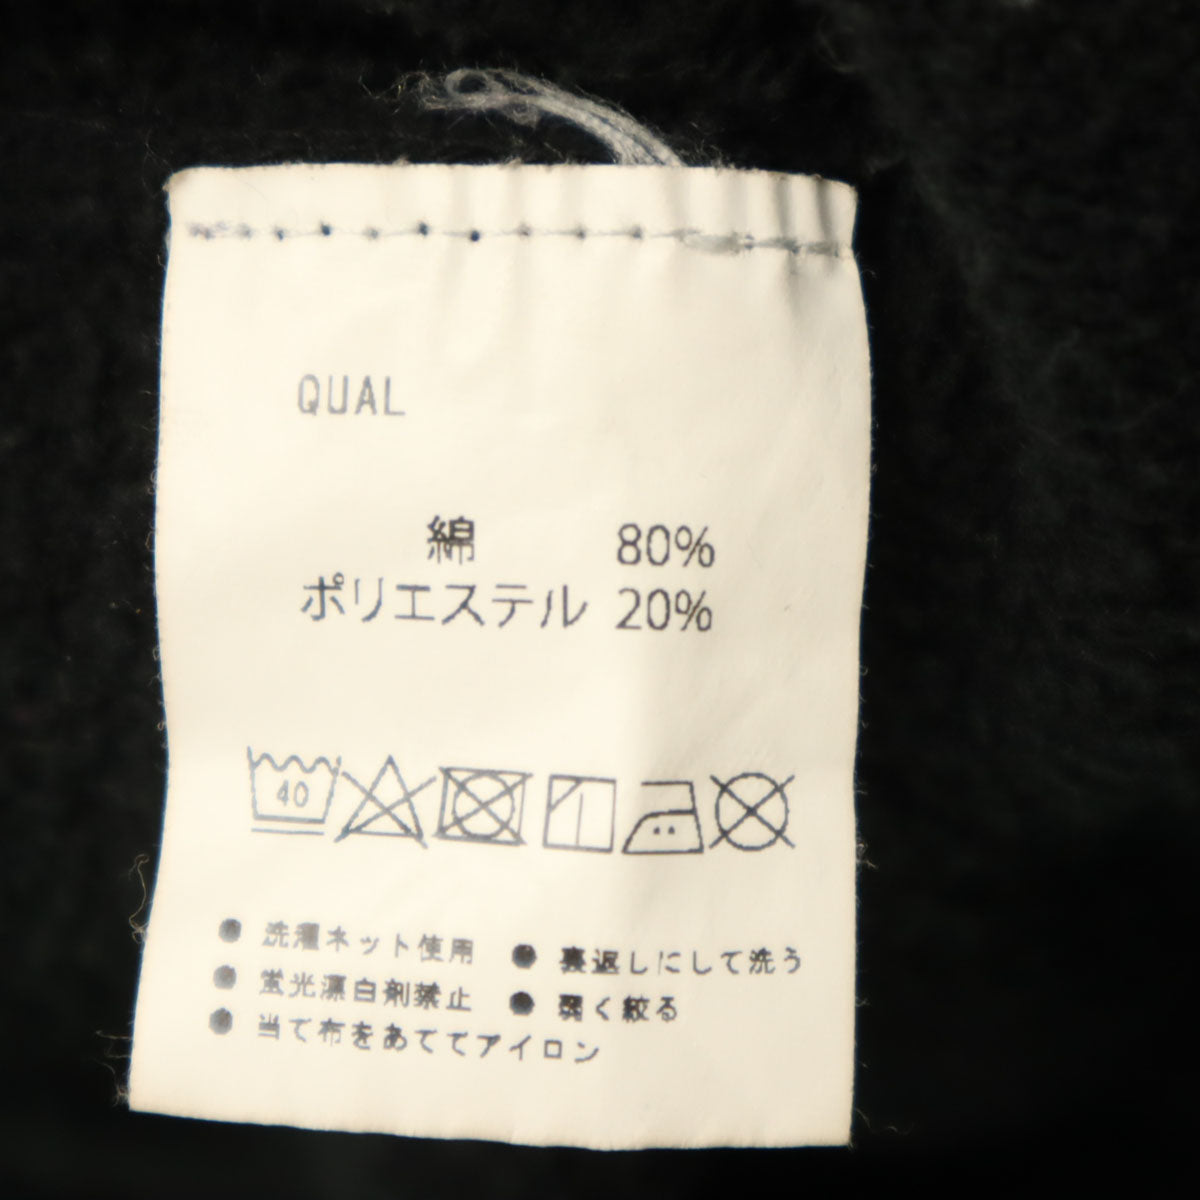 QUAL
綿 80%
ポリエステル 20%
40
● 洗濯ネット使用 ● 裏返しにして洗う
● 蛍光漂白剤禁止 ● 弱く絞る
● 当て布をあててアイロン